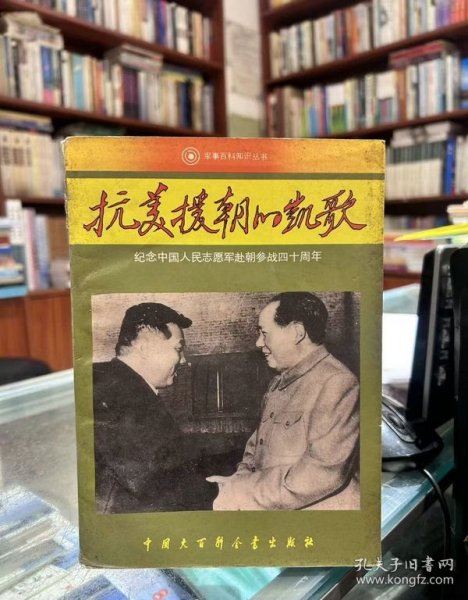 军事百科知识丛书
抗美援朝的凯歌
纪念中国人民志愿军赴朝参战四十周年
中国大百科全书出版社
孔夫子旧书网
www.kongfz.com